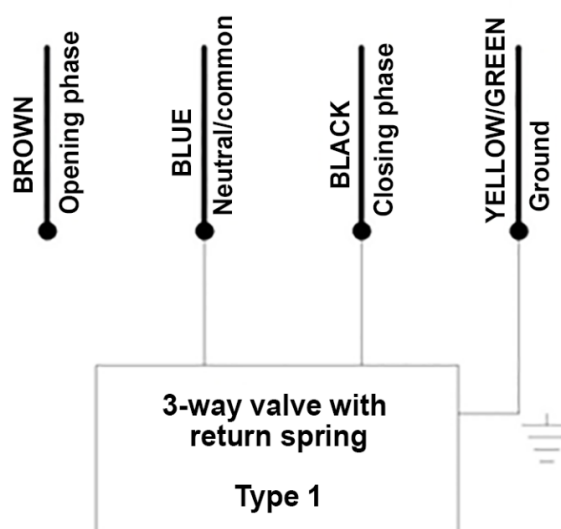 BROWN
Opening phase
BLUE
Neutral/common
BLACK
Closing phase
YELLOW/GREEN
Ground
3-way valve with
return spring
Type 1